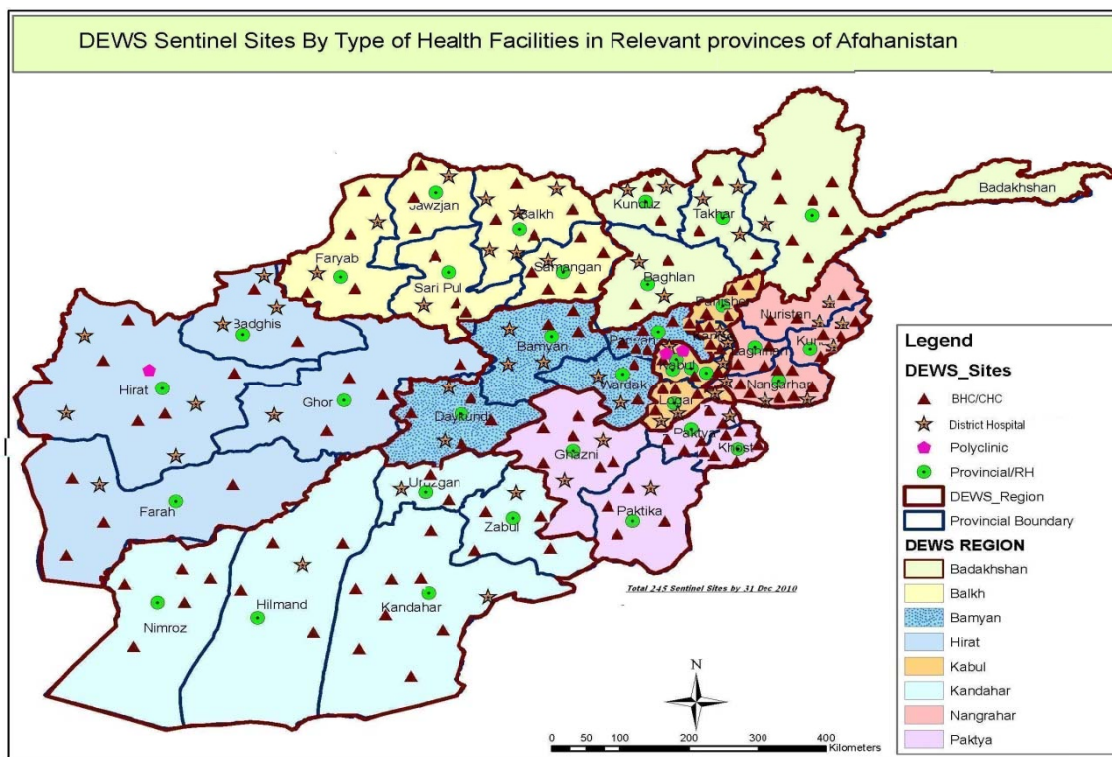 DEWS Sentinel Sites By Type of Health Facilities in Relevant provinces of Afghanistan
Badakhshan
Jawzjan
Kunduz
Takhar
Balkh
Faryab
Samangan
Baghlan
Sari Pul
Nuristan
Badghis
Bamyan
Kabul
Hirat
Ghor
Wardak
Nangarhar
Logar
Daykundi
Paktya
Khost
Ghazni
Uruzgan
Farah
Zabul
Paktika
Hilmand
Kandahar
Nimroz
Total 245 Sentinel Sites by 31 Dec 2010
N
0 50 100 200 300 400
Kilometers
Legend
DEWS_Sites
BHC/CHC
District Hospital
Polyclinic
Provincial/RH
DEWS_Region
Provincial Boundary
DEWS REGION
Badakhshan
Balkh
Bamyan
Hirat
Kabul
Kandahar
Nangrahar
Paktya